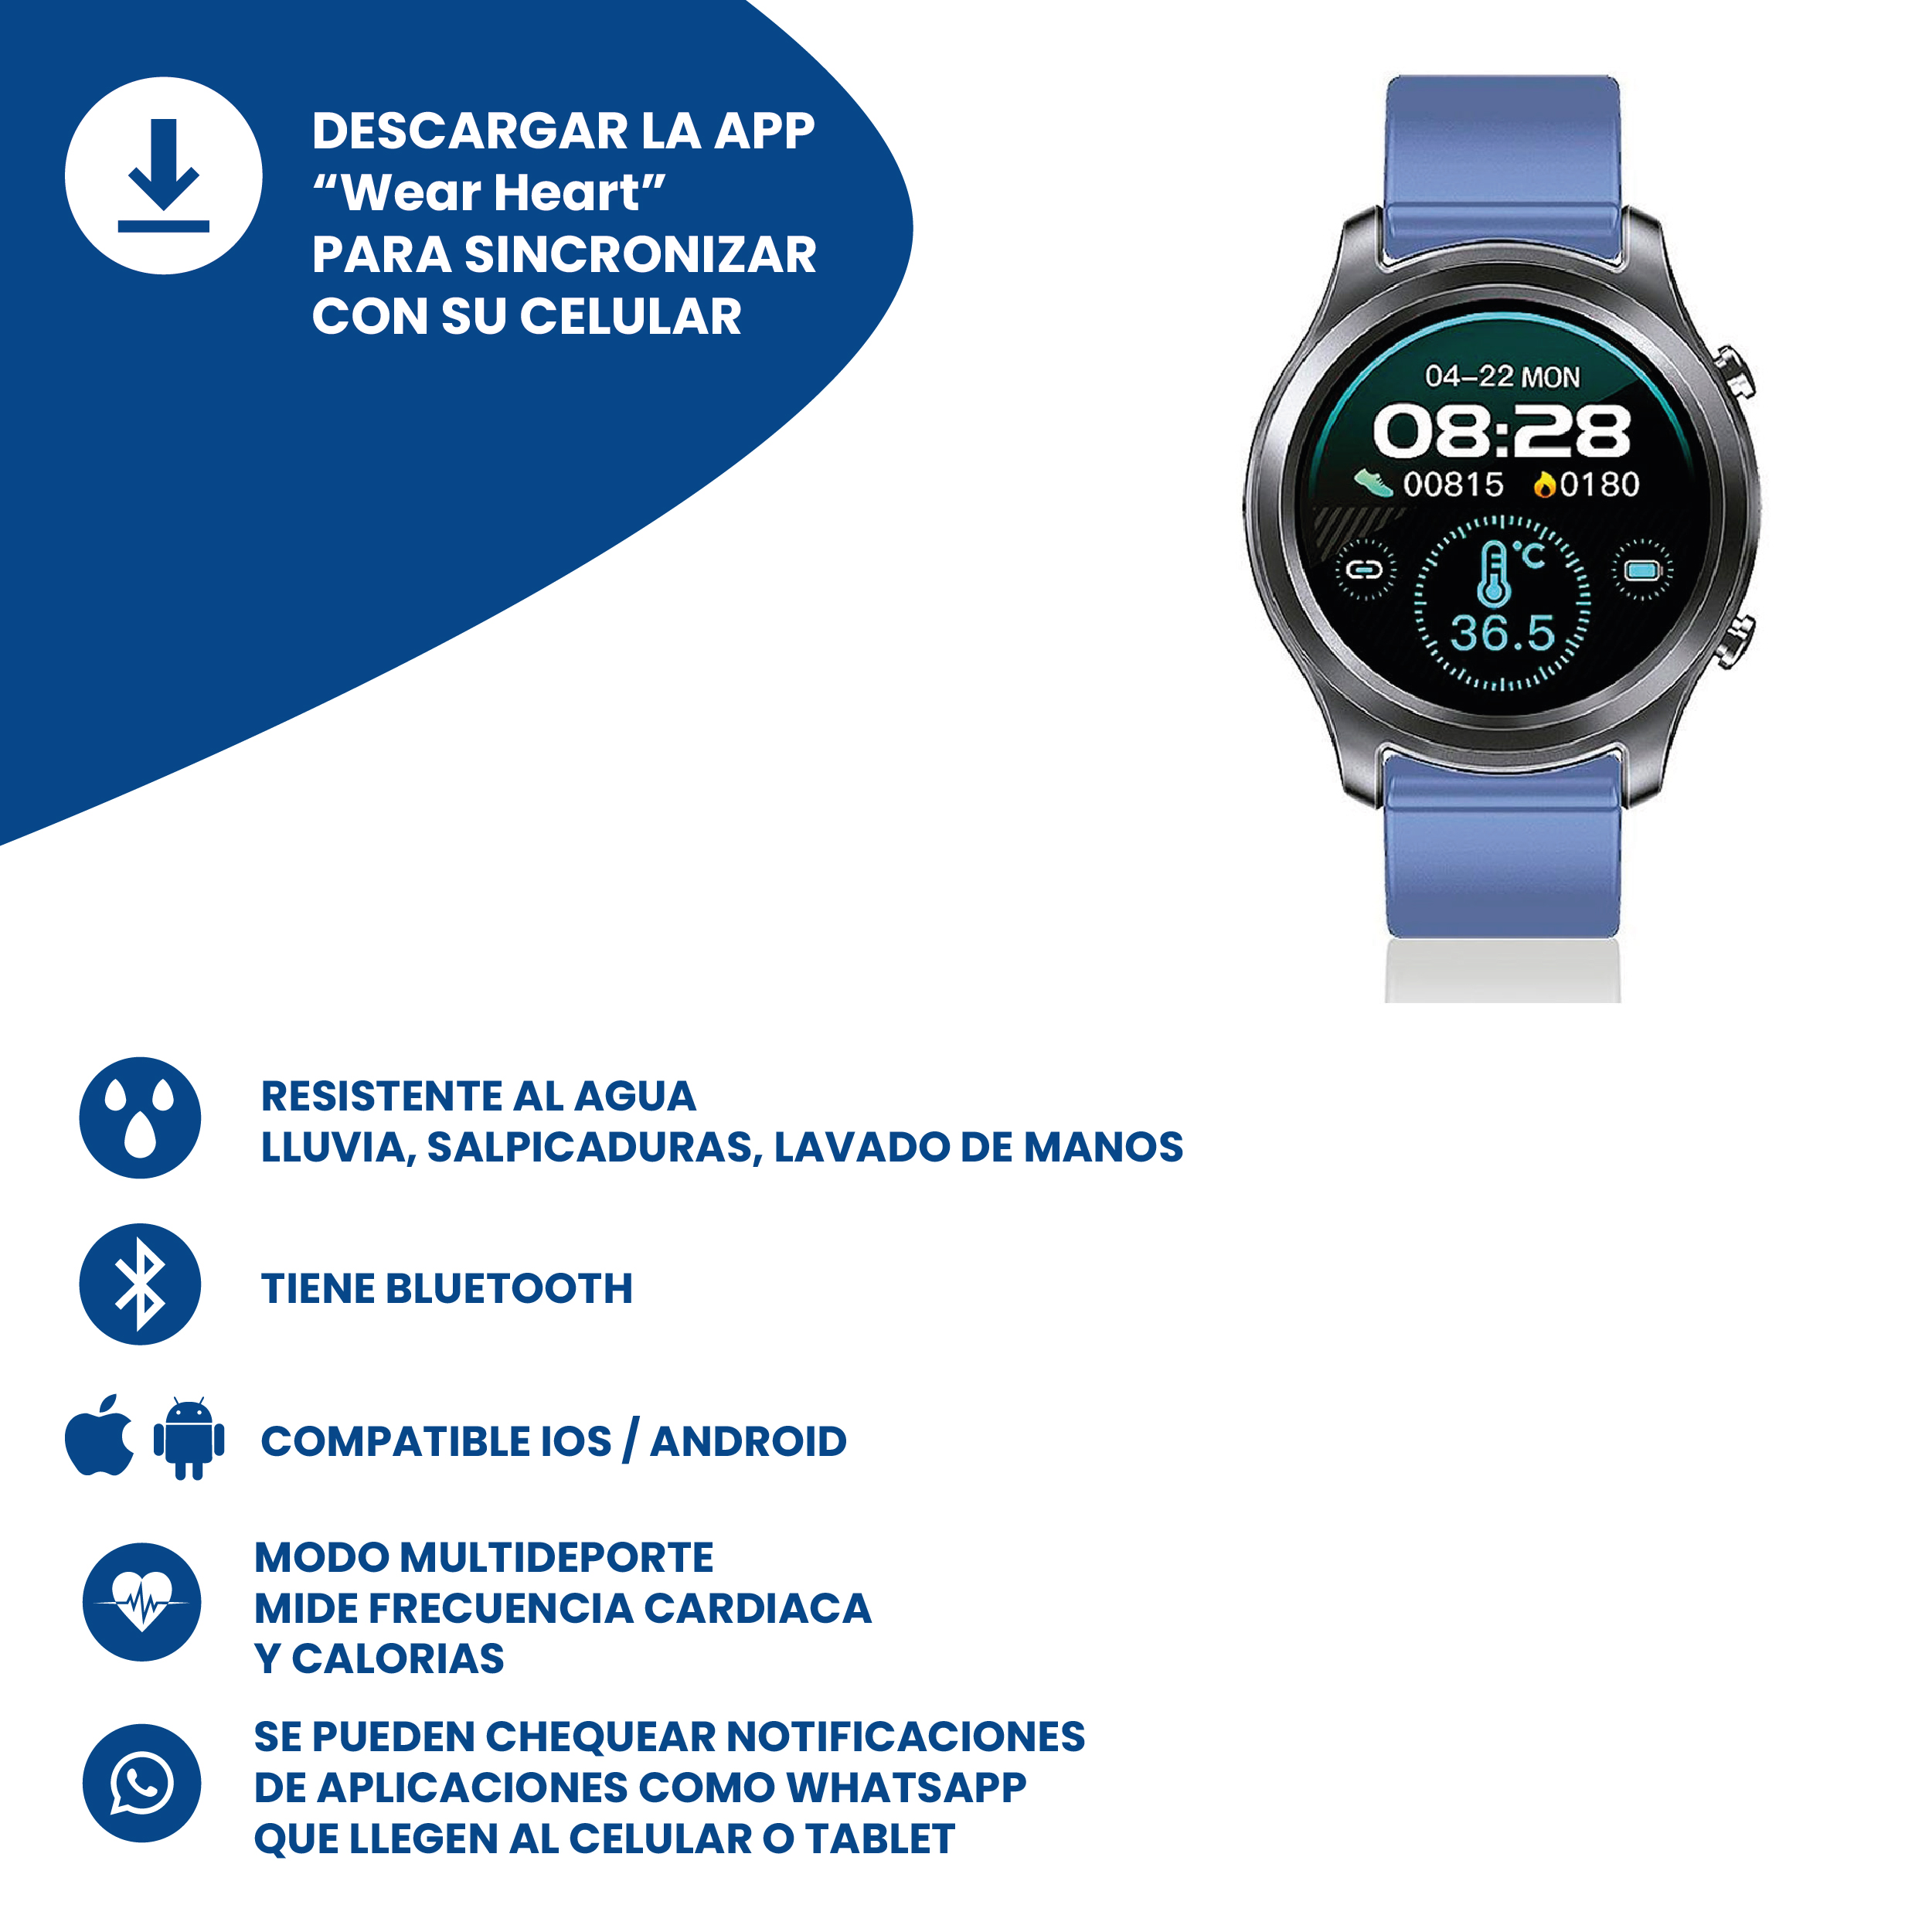 DESCARGAR LA APP
“Wear Heart”
PARA SINCRONIZAR
CON SU CELULAR
04-22 MON
08:28
00815 0180
°C
36.5
RESISTENTE AL AGUA
LLUVIA, SALPICADURAS, LAVADO DE MANOS
TIENE BLUETOOTH
COMPATIBLE IOS / ANDROID
MODO MULTIDEPORTE
MIDE FRECUENCIA CARDIACA
Y CALORIAS
SE PUEDEN CHEQUEAR NOTIFICACIONES
DE APLICACIONES COMO WHATSAPP
QUE LLEGEN AL CELULAR O TABLET